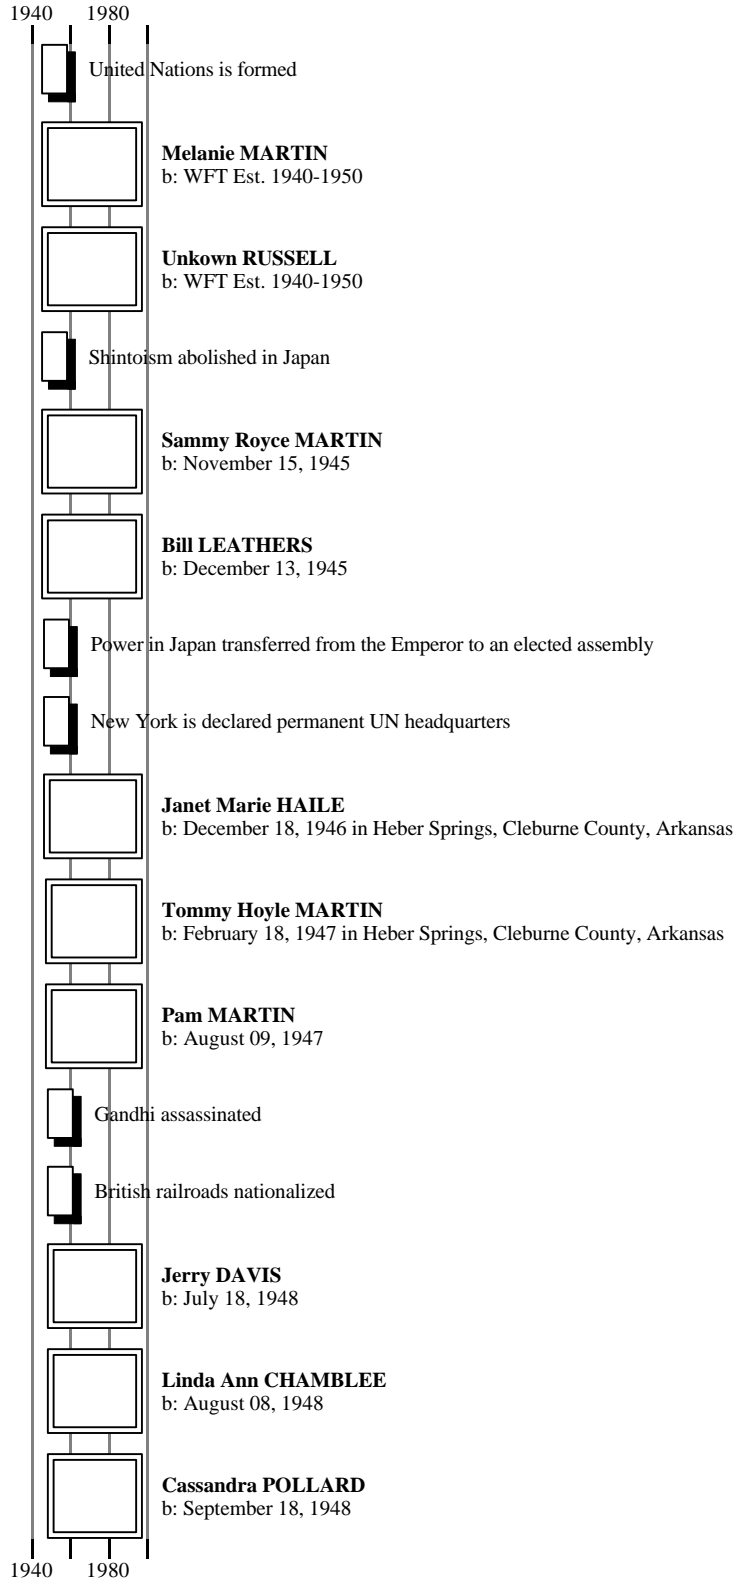 1940 1980
United Nations is formed
Melanie MARTIN
b: WFT Est. 1940-1950
Unkown RUSSELL
b: WFT Est. 1940-1950
Shintoism abolished in Japan
Sammy Royce MARTIN
b: November 15, 1945
Bill LEATHERS
b: December 13, 1945
Power in Japan transferred from the Emperor to an elected assembly
New York is declared permanent UN headquarters
Janet Marie HAILE
b: December 18, 1946 in Heber Springs, Cleburne County, Arkansas
Tommy Hoyle MARTIN
b: February 18, 1947 in Heber Springs, Cleburne County, Arkansas
Pam MARTIN
b: August 09, 1947
Gandhi assassinated
British railroads nationalized
Jerry DAVIS
b: July 18, 1948
Linda Ann CHAMBLEE
b: August 08, 1948
Cassandra POLLARD
b: September 18, 1948
1940 1980